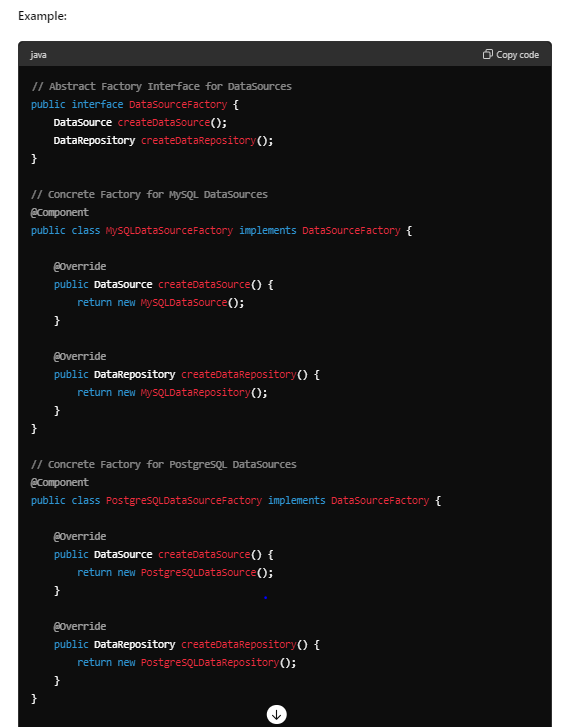 Example:
java
Copy code
// Abstract Factory Interface for DataSources
public interface DataSourceFactory {
    DataSource createDataSource();
    DataRepository createDataRepository();
}
// Concrete Factory for MySQL DataSources
@Component
public class MySQLDataSourceFactory implements DataSourceFactory {
    @Override
    public DataSource createDataSource() {
        return new MySQLDataSource();
    }
    @Override
    public DataRepository createDataRepository() {
        return new MySQLDataRepository();
    }
}
// Concrete Factory for PostgreSQL DataSources
@Component
public class PostgreSQLDataSourceFactory implements DataSourceFactory {
    @Override
    public DataSource createDataSource() {
        return new PostgreSQLDataSource();
    }
    @Override
    public DataRepository createDataRepository() {
        return new PostgreSQLDataRepository();
    }
}